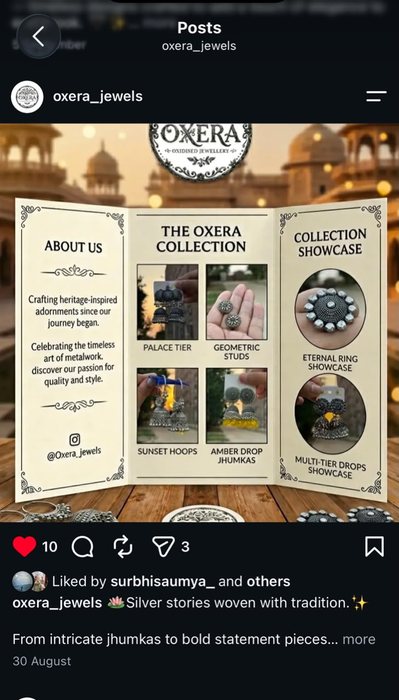 Posts
oxera_jewels
oxera_jewels
OXERA
OXIDISED JEWELLERY
ABOUT US
Crafting heritage-inspired
adornments since our
journey began.
Celebrating the timeless
art of metalwork,
discover our passion for
quality and style.
@Oxera_jewels
THE OXERA
COLLECTION
PALACE TIER
GEOMETRIC
STUDS
SUNSET HOOPS
AMBER DROP
JHUMKAS
COLLECTION
SHOWCASE
ETERNAL RING
SHOWCASE
MULTI-TIER DROPS
SHOWCASE
10
3
Liked by surbhisaumya_ and others
oxera_jewels 🪷Silver stories woven with tradition.✨
From intricate jhumkas to bold statement pieces... more
30 August